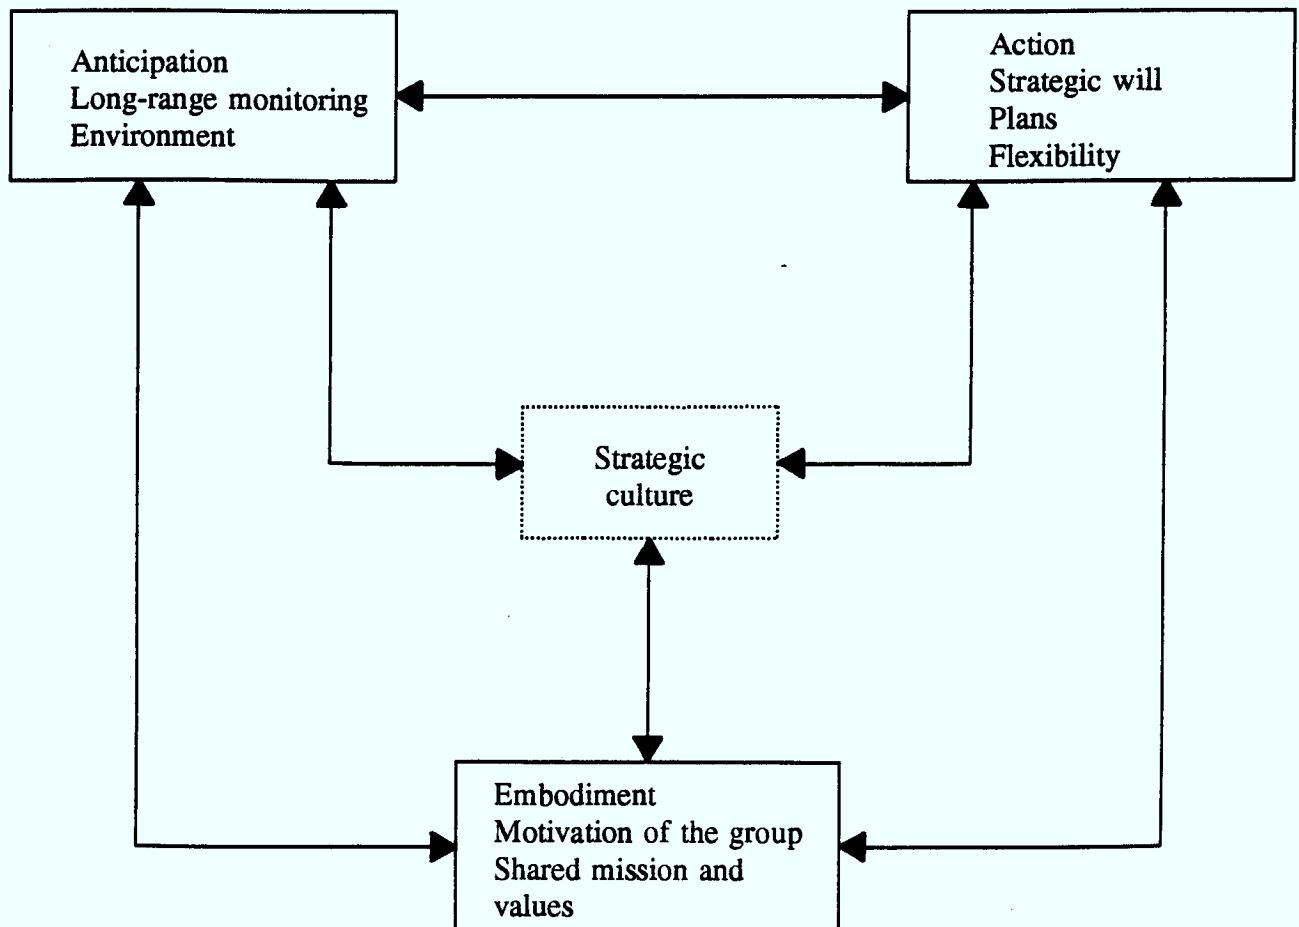 Anticipation
Long-range monitoring
Environment
Action
Strategic will
Plans
Flexibility
Strategic
culture
Embodiment
Motivation of the group
Shared mission and
values